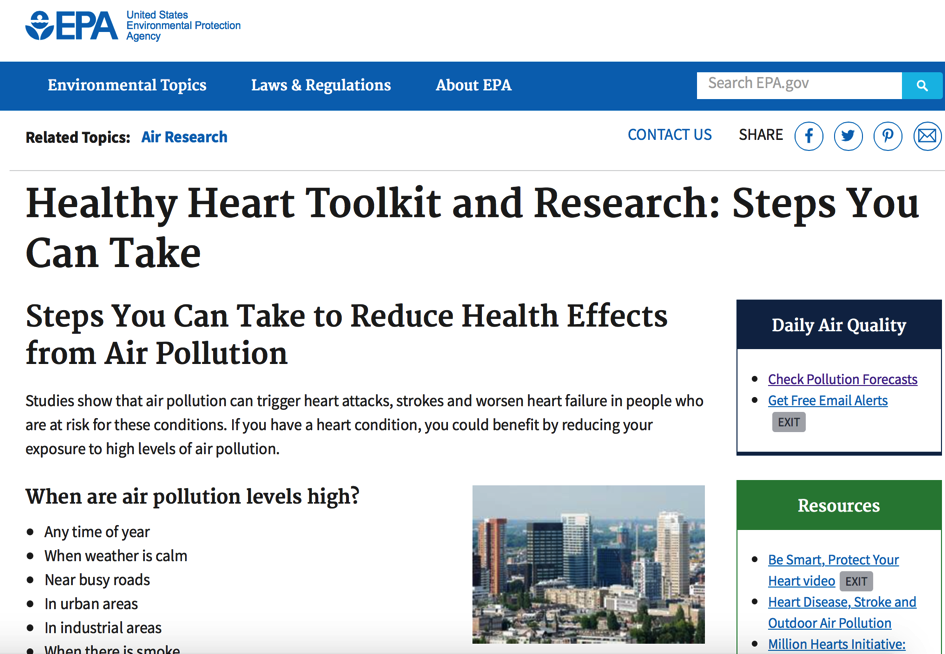 EPA
United States
Environmental Protection
Agency
Environmental Topics
Laws & Regulations
About EPA
Search EPA.gov
Related Topics: Air Research
CONTACT US
SHARE
Healthy Heart Toolkit and Research: Steps You
Can Take
Steps You Can Take to Reduce Health Effects
from Air Pollution
Studies show that air pollution can trigger heart attacks, strokes and worsen heart failure in people who
are at risk for these conditions. If you have a heart condition, you could benefit by reducing your
exposure to high levels of air pollution.
When are air pollution levels high?
Any time of year
When weather is calm
Near busy roads
In urban areas
In industrial areas
When there is smoke
Daily Air Quality
Check Pollution Forecasts
Get Free Email Alerts
EXIT
Resources
Be Smart, Protect Your
Heart video EXIT
Heart Disease, Stroke and
Outdoor Air Pollution
Million Hearts Initiative: